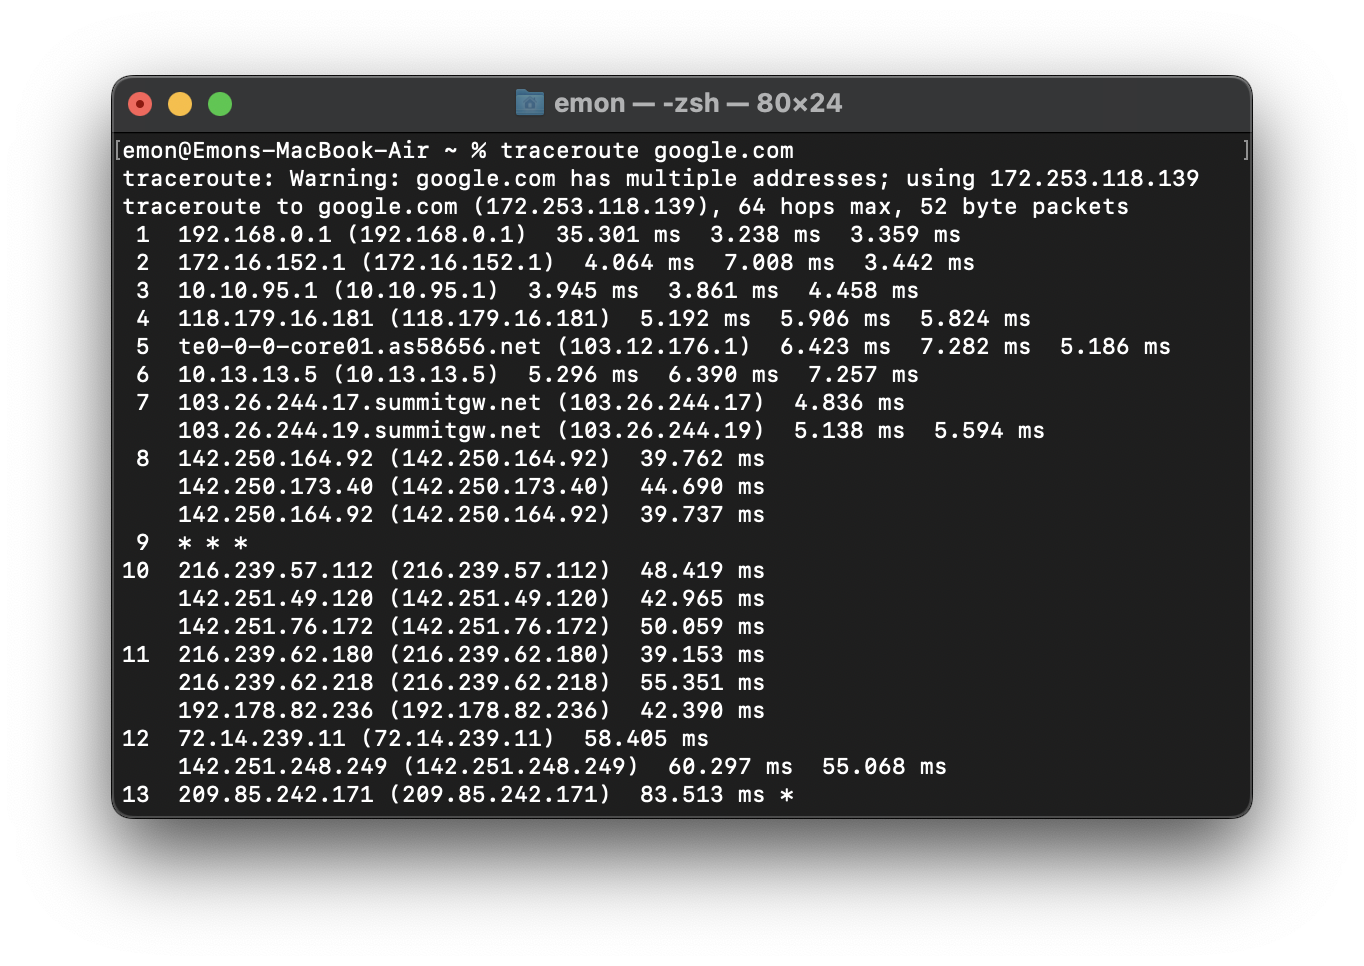 emon — -zsh — 80×24
[emon@Emons-MacBook-Air ~ % traceroute google.com ]
traceroute: Warning: google.com has multiple addresses; using 172.253.118.139
traceroute to google.com (172.253.118.139), 64 hops max, 52 byte packets
 1  192.168.0.1 (192.168.0.1)  35.301 ms  3.238 ms  3.359 ms
 2  172.16.152.1 (172.16.152.1)  4.064 ms  7.008 ms  3.442 ms
 3  10.10.95.1 (10.10.95.1)  3.945 ms  3.861 ms  4.458 ms
 4  118.179.16.181 (118.179.16.181)  5.192 ms  5.906 ms  5.824 ms
 5  te0-0-0-core01.as58656.net (103.12.176.1)  6.423 ms  7.282 ms  5.186 ms
 6  10.13.13.5 (10.13.13.5)  5.296 ms  6.390 ms  7.257 ms
 7  103.26.244.17.summitgw.net (103.26.244.17)  4.836 ms
    103.26.244.19.summitgw.net (103.26.244.19)  5.138 ms  5.594 ms
 8  142.250.164.92 (142.250.164.92)  39.762 ms
    142.250.173.40 (142.250.173.40)  44.690 ms
    142.250.164.92 (142.250.164.92)  39.737 ms
 9  * * *
10  216.239.57.112 (216.239.57.112)  48.419 ms
    142.251.49.120 (142.251.49.120)  42.965 ms
    142.251.76.172 (142.251.76.172)  50.059 ms
11  216.239.62.180 (216.239.62.180)  39.153 ms
    216.239.62.218 (216.239.62.218)  55.351 ms
    192.178.82.236 (192.178.82.236)  42.390 ms
12  72.14.239.11 (72.14.239.11)  58.405 ms
    142.251.248.249 (142.251.248.249)  60.297 ms  55.068 ms
13  209.85.242.171 (209.85.242.171)  83.513 ms *